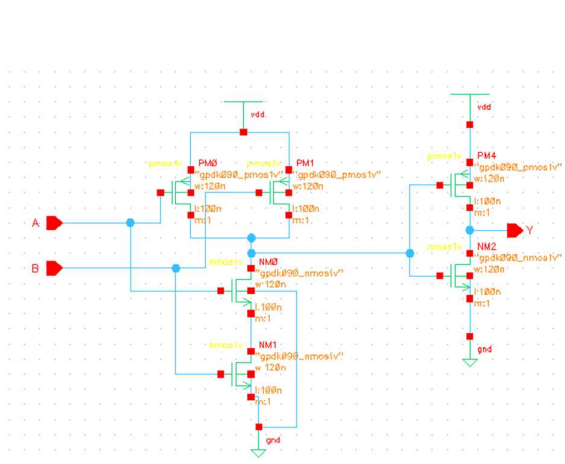 vdd
vdd
pmos1v
PM0
"gpdk090_pmos1v"
w:120n
l:100n
m:1
pmos1v
PM1
"gpdk090_pmos1v"
w:120n
l:100n
m:1
pmos1v
PM4
"gpdk090_pmos1v"
w:120n
l:100n
m:1
A
B
Y
nmos1v
NM0
"gpdk090_nmos1v"
w:120n
l:100n
m:1
nmos1v
NM2
"gpdk090_nmos1v"
w:120n
l:100n
m:1
nmos1v
NM1
"gpdk090_nmos1v"
w:120n
l:100n
m:1
gnd
gnd